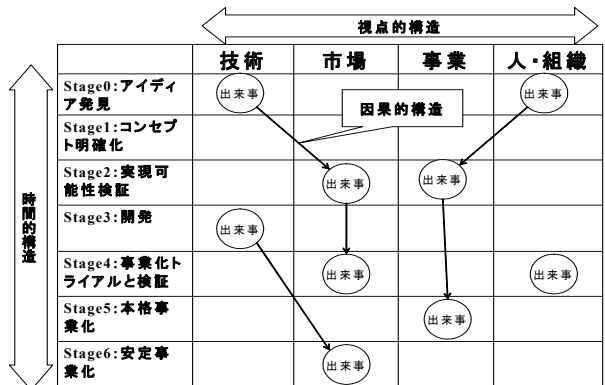 視点的構造
技術 市場 事業 人・組織
Stage0:アイディ
ア発見
出来事
出来事
因果的構造
Stage1:コンセプ
ト明確化
Stage2:実現可
能性検証
出来事
出来事
時間的構造
Stage3:開発
出来事
Stage4:事業化ト
ライアルと検証
出来事
出来事
Stage5:本格事
業化
出来事
Stage6:安定事
業化
出来事